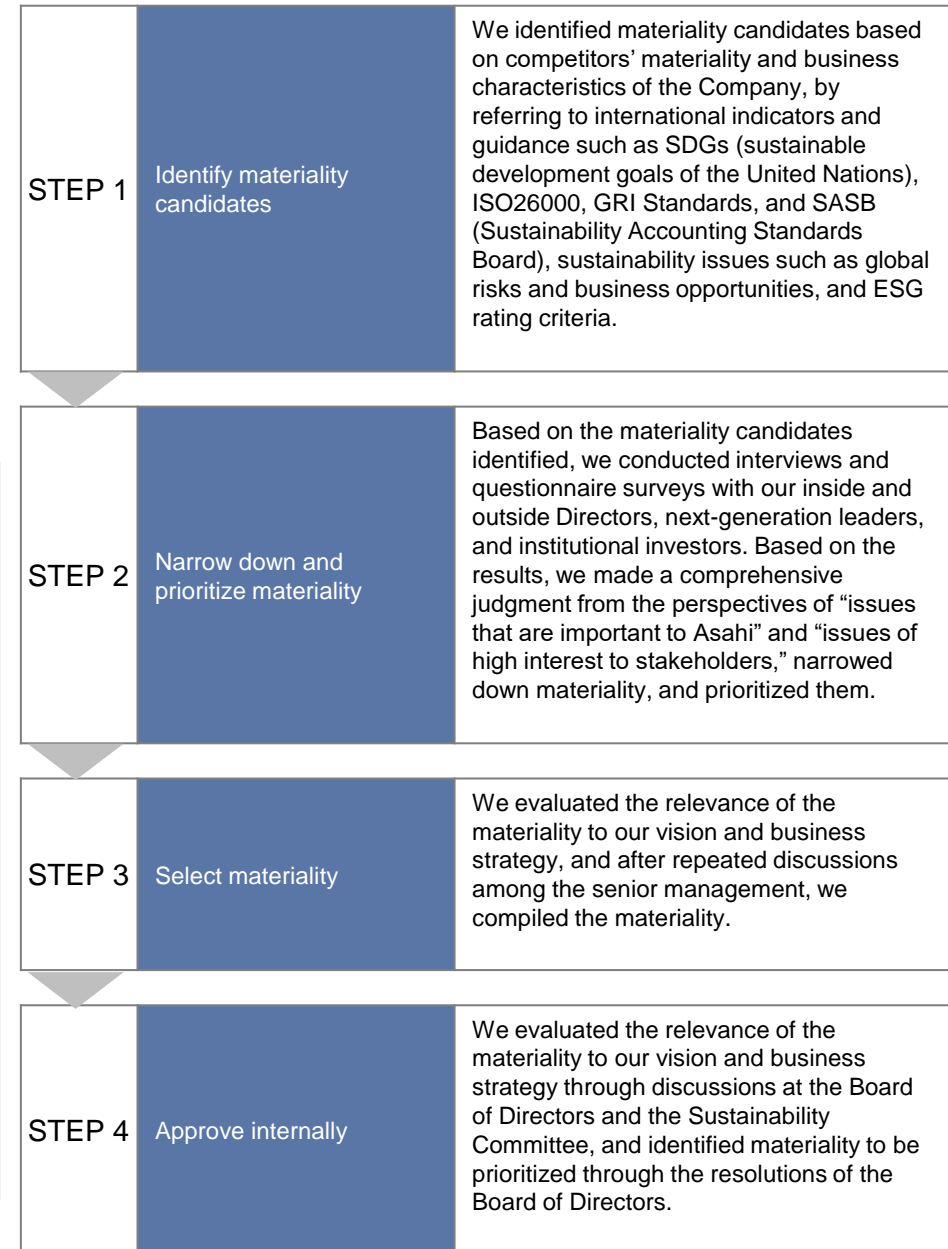 STEP 1
Identify materiality
candidates
We identified materiality candidates based
on competitors’ materiality and business
characteristics of the Company, by
referring to international indicators and
guidance such as SDGs (sustainable
development goals of the United Nations),
ISO26000, GRI Standards, and SASB
(Sustainability Accounting Standards
Board), sustainability issues such as global
risks and business opportunities, and ESG
rating criteria.
STEP 2
Narrow down and
prioritize materiality
Based on the materiality candidates
identified, we conducted interviews and
questionnaire surveys with our inside and
outside Directors, next-generation leaders,
and institutional investors. Based on the
results, we made a comprehensive
judgment from the perspectives of “issues
that are important to Asahi” and “issues of
high interest to stakeholders,” narrowed
down materiality, and prioritized them.
STEP 3
Select materiality
We evaluated the relevance of the
materiality to our vision and business
strategy, and after repeated discussions
among the senior management, we
compiled the materiality.
STEP 4
Approve internally
We evaluated the relevance of the
materiality to our vision and business
strategy through discussions at the Board
of Directors and the Sustainability
Committee, and identified materiality to be
prioritized through the resolutions of the
Board of Directors.